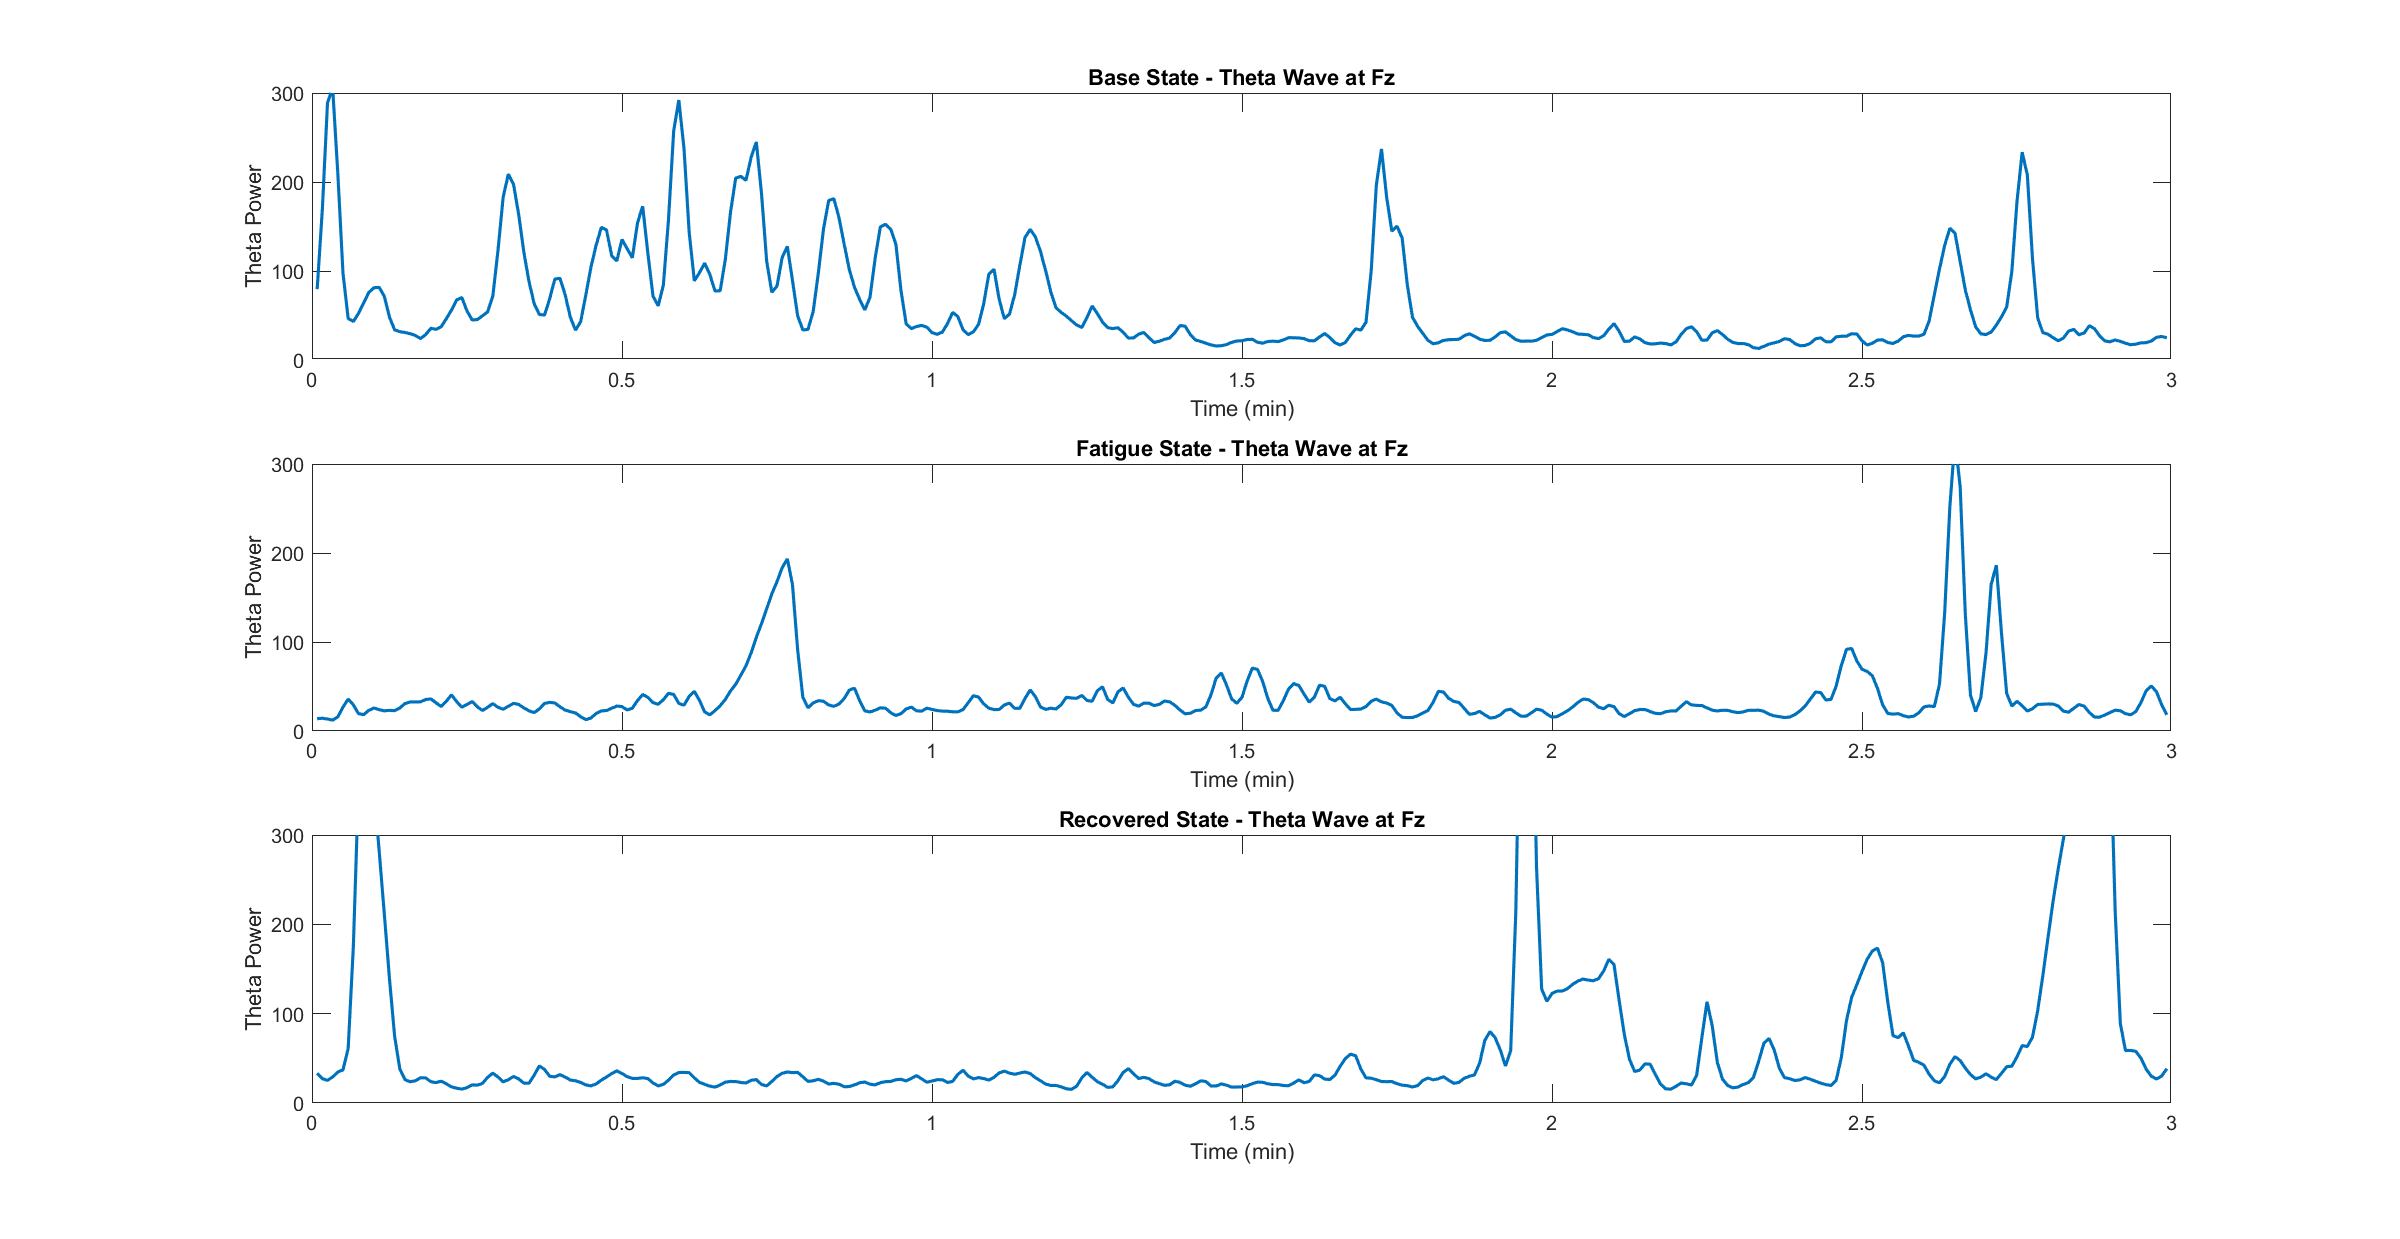 Base State - Theta Wave at Fz
300
200
100
0
Theta Power
0 0.5 1 1.5 2 2.5 3
Time (min)
Fatigue State - Theta Wave at Fz
300
200
100
0
Theta Power
0 0.5 1 1.5 2 2.5 3
Time (min)
Recovered State - Theta Wave at Fz
300
200
100
0
Theta Power
0 0.5 1 1.5 2 2.5 3
Time (min)